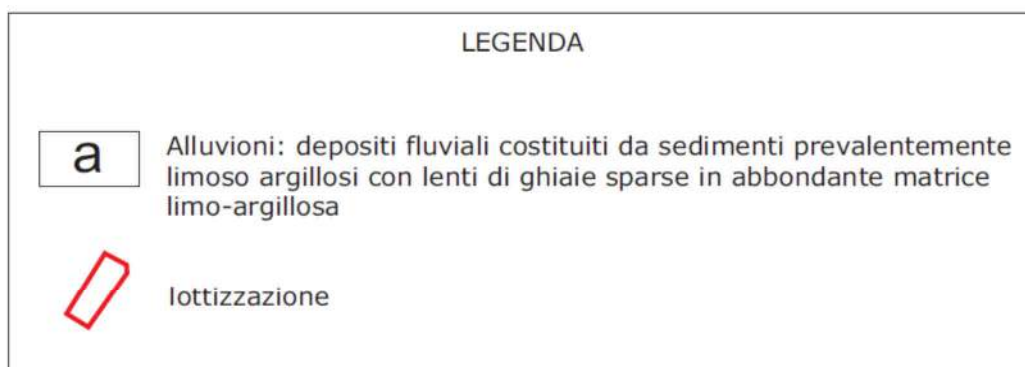 LEGENDA
a
Alluvioni: depositi fluviali costituiti da sedimenti prevalentemente
limoso argillosi con lenti di ghiaie sparse in abbondante matrice
limo-argillosa
lottizzazione